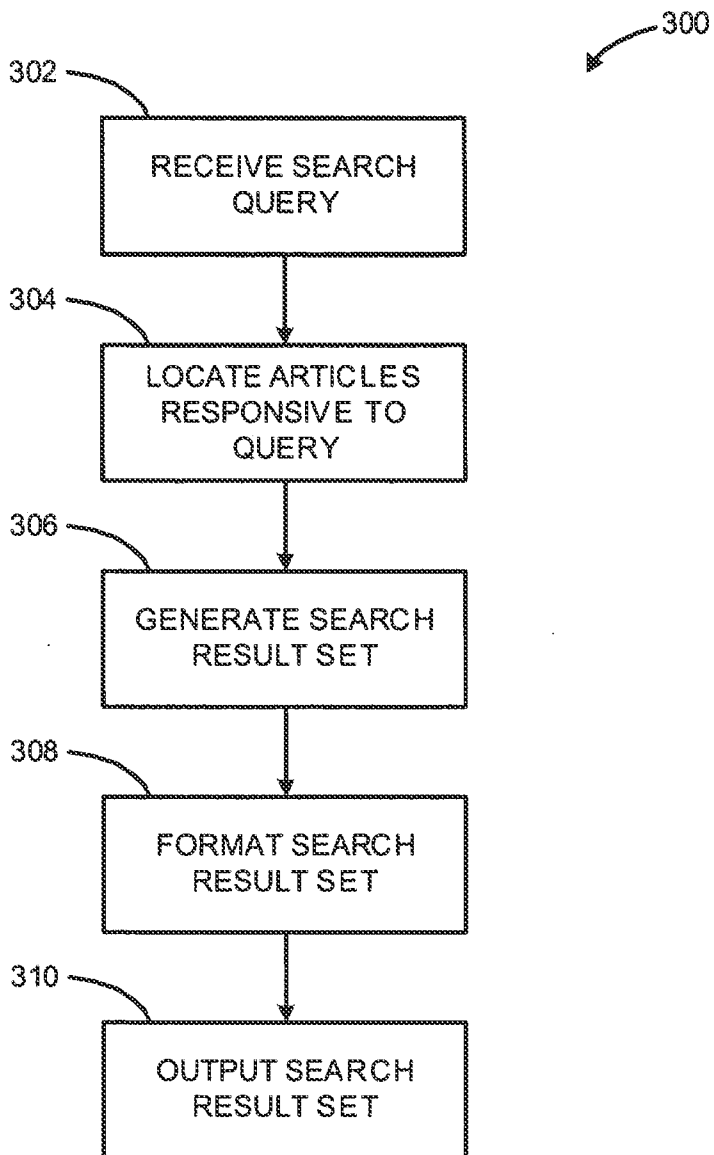 300
302
RECEIVE SEARCH
QUERY
304
LOCATE ARTICLES
RESPONSIVE TO
QUERY
306
GENERATE SEARCH
RESULT SET
308
FORMAT SEARCH
RESULT SET
310
OUTPUT SEARCH
RESULT SET